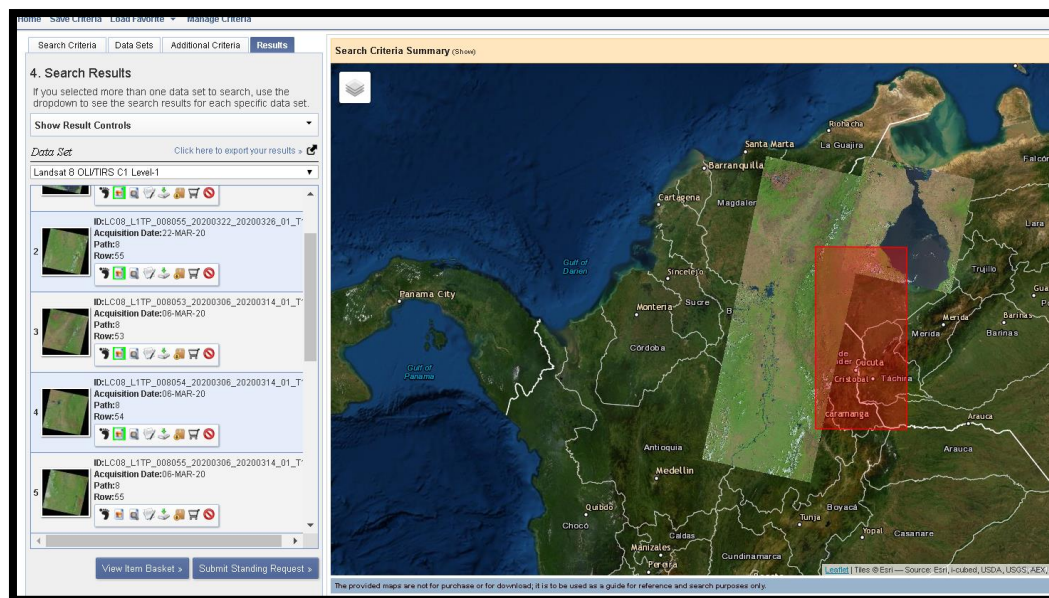 Home Save Criteria Load Favorite Manage Criteria
Search Criteria Data Sets Additional Criteria Results
4. Search Results
If you selected more than one data set to search, use the
dropdown to see the search results for each specific data set.
Show Result Controls
Data Set Click here to export your results »
Landsat 8 OLI/TIRS C1 Level-1
2
ID:LC08_L1TP_008055_20200322_20200326_01_T
Acquisition Date:22-MAR-20
Path:8
Row:55
3
ID:LC08_L1TP_008053_20200306_20200314_01_T
Acquisition Date:06-MAR-20
Path:8
Row:53
4
ID:LC08_L1TP_008054_20200306_20200314_01_T
Acquisition Date:06-MAR-20
Path:8
Row:54
5
ID:LC08_L1TP_008055_20200306_20200314_01_T
Acquisition Date:06-MAR-20
Path:8
Row:55
View Item Basket » Submit Standing Request »
Search Criteria Summary (Show)
Riohacha
Santa Marta
La Guajira
Barranquilla
Falcón
Cartagena
Magdalen
Lara
Gulf of
Darien
Sincelejo
Trujillo
Panama City
Gua
Monteria
Sucre
B
Merida
Barinas
P
Merida
Barinas
Córdoba
de
der Cucuta
Gulf of
Panama
Cristobal
Táchira
caramanga
Arauca
Antioquia
Arauca
Medellin
Quibdo
Boyacá
Tunja
Chocó
Yopal
Casanare
Caldas
Manizales
Cundinamarca
Pereira
Leaflet | Tiles © Esri — Source: Esri, i-cubed, USDA, USGS, AEX,
The provided maps are not for purchase or for download; it is to be used as a guide for reference and search purposes only.